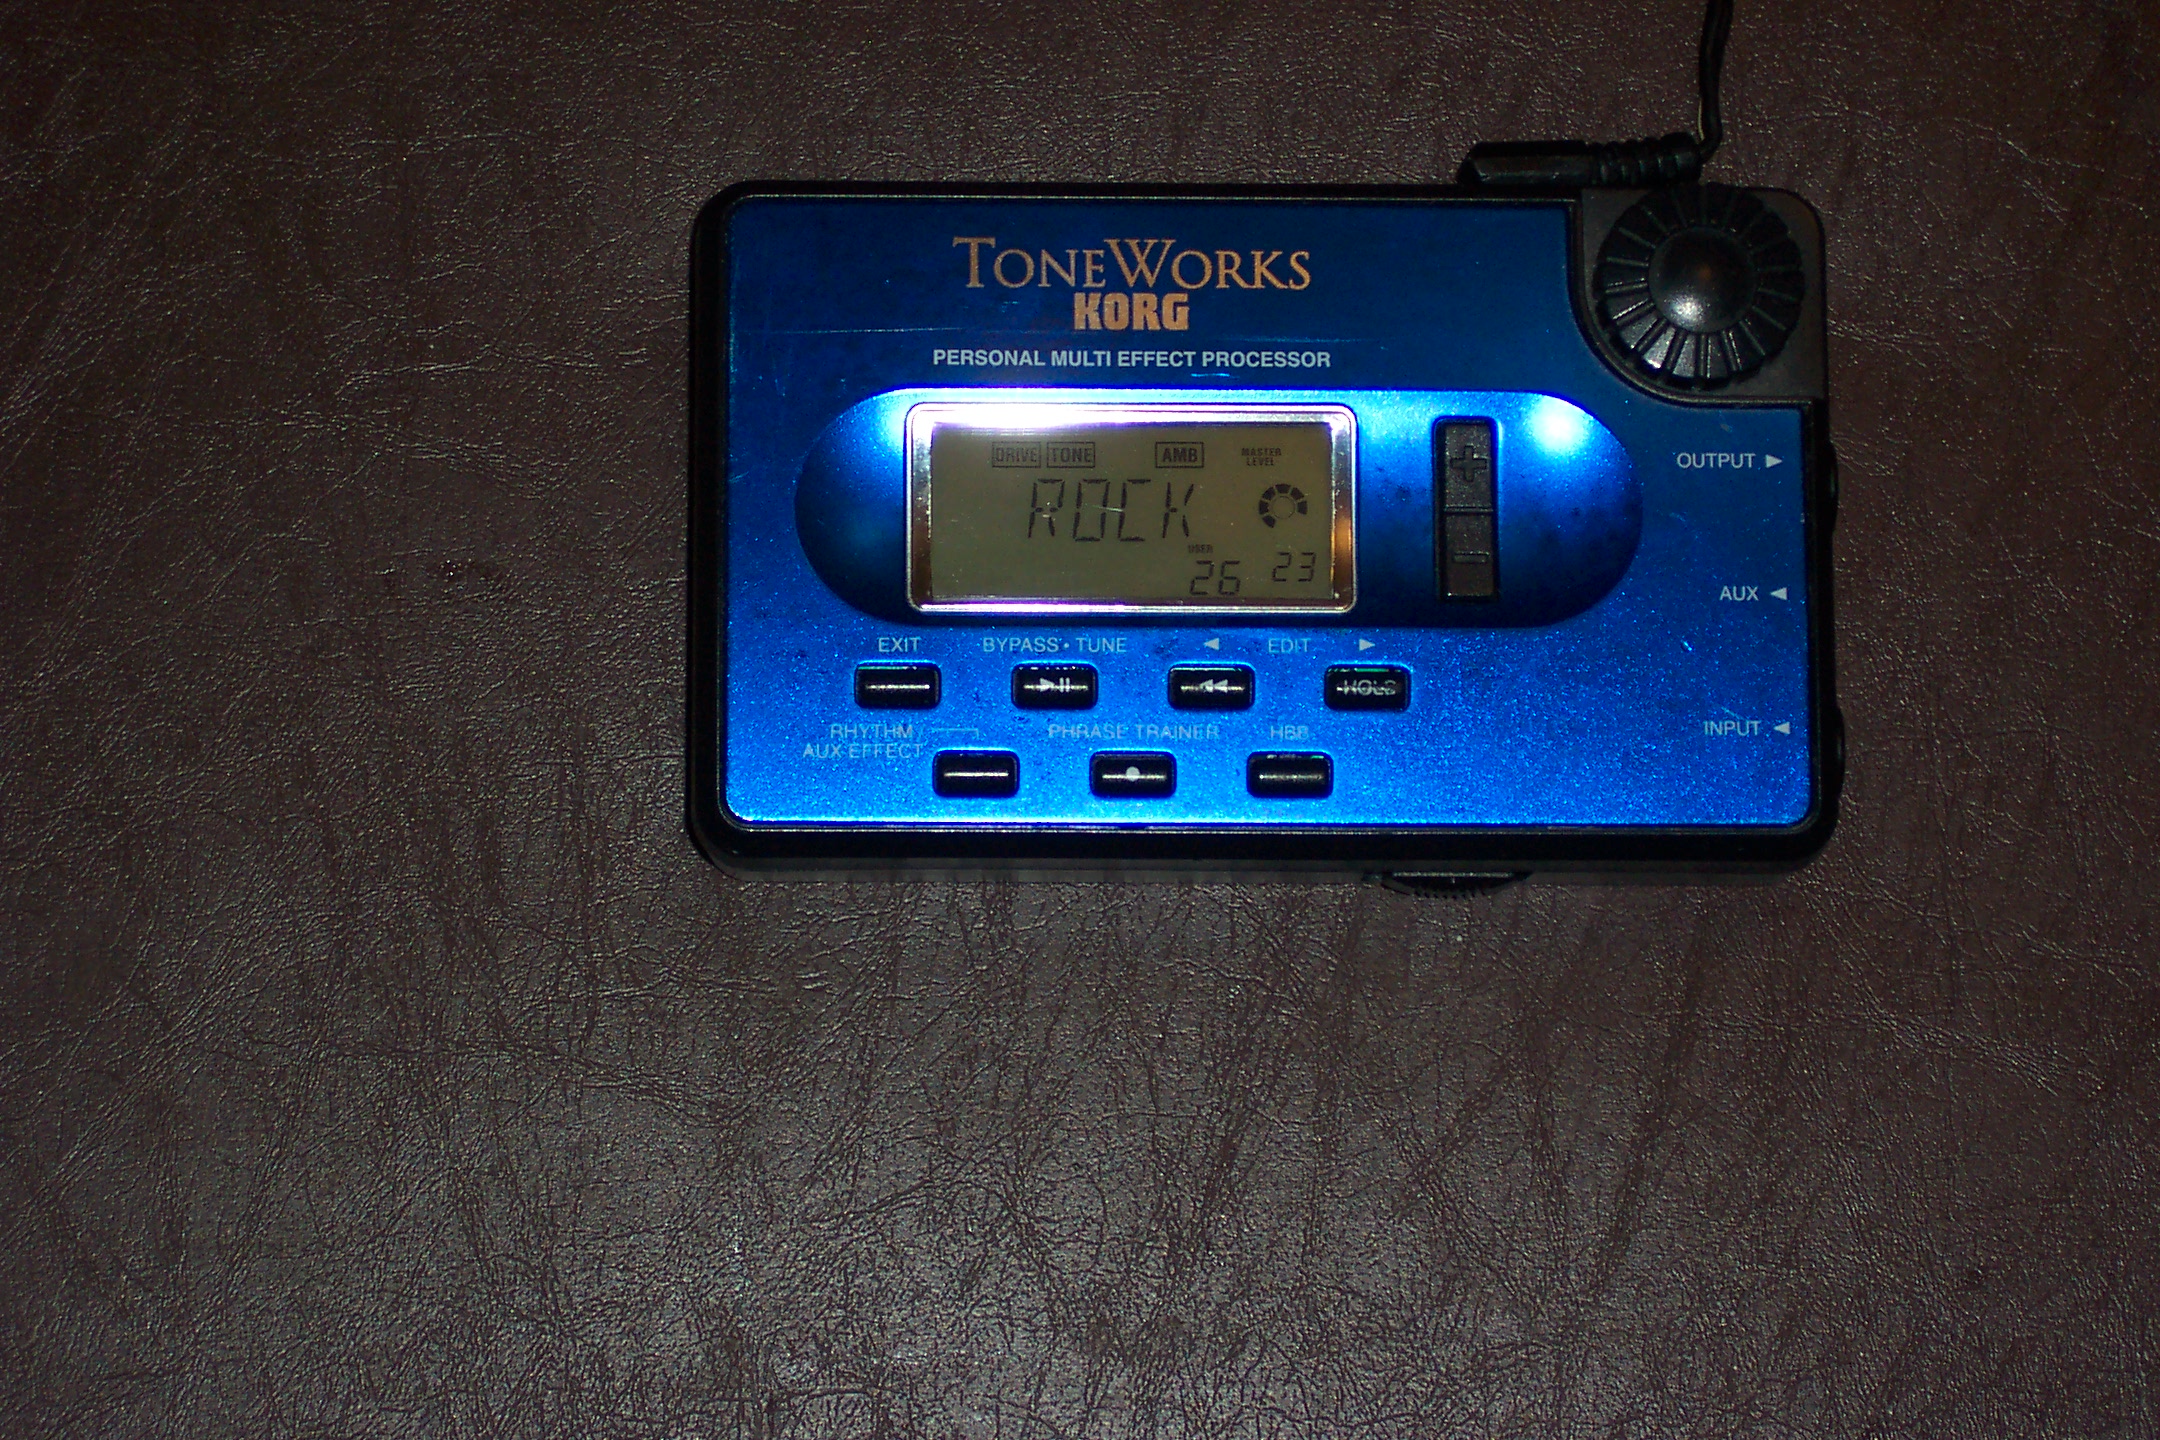 TONEWORKS
KORG
PERSONAL MULTI EFFECT PROCESSOR
DRIVE TONE AMB MASTER LEVEL
ROCK
USER
26 23
OUTPUT ▶
AUX ◀
INPUT ◀
EXIT BYPASS • TUNE ◀ EDIT ▶
HOLD
RHYTHM / PHRASE TRAINER HBB
AUX EFFECT